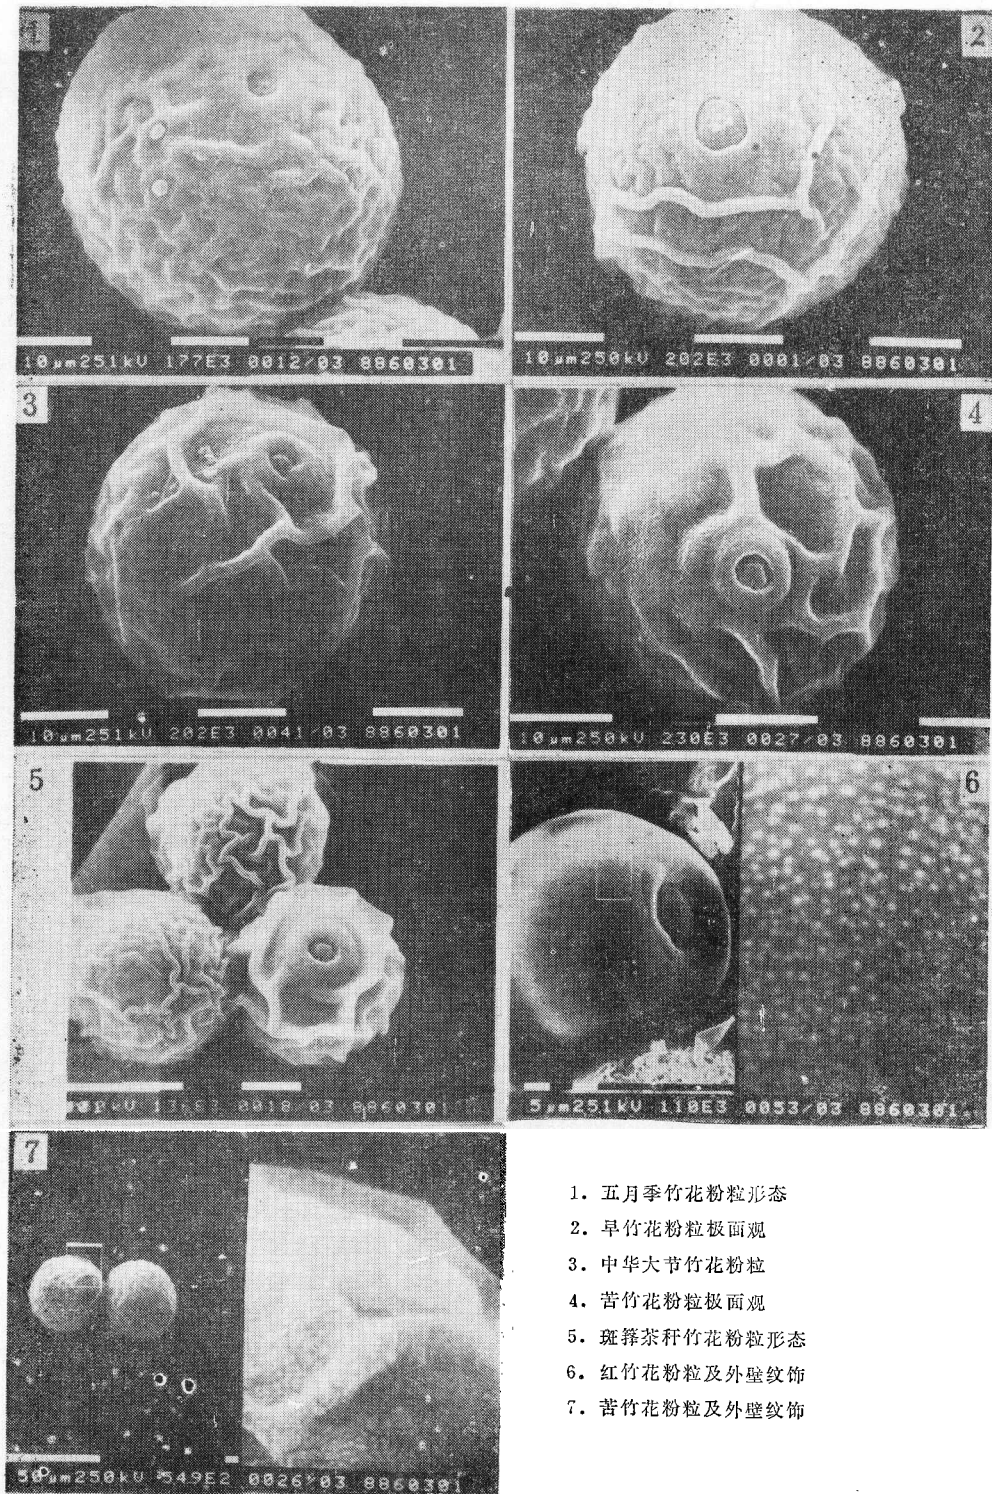 1
2
10μm251kV 177E3 0012/03 8860301
10μm250kV 202E3 0001/03 8860301
3
4
10μm251kV 202E3 0041/03 8860301
10μm250kV 230E3 0027/03 8860301
5
6
0018 03 8860301
5μm251kV 110E3 0053/03 8860301
7
50μm250kV 549E2 0026/03 8860301
1. 五月季竹花粉粒形态
2. 早竹花粉粒极面观
3. 中华大节竹花粉粒
4. 苦竹花粉粒极面观
5. 斑箨茶秆竹花粉粒形态
6. 红竹花粉粒及外壁纹饰
7. 苦竹花粉粒及外壁纹饰